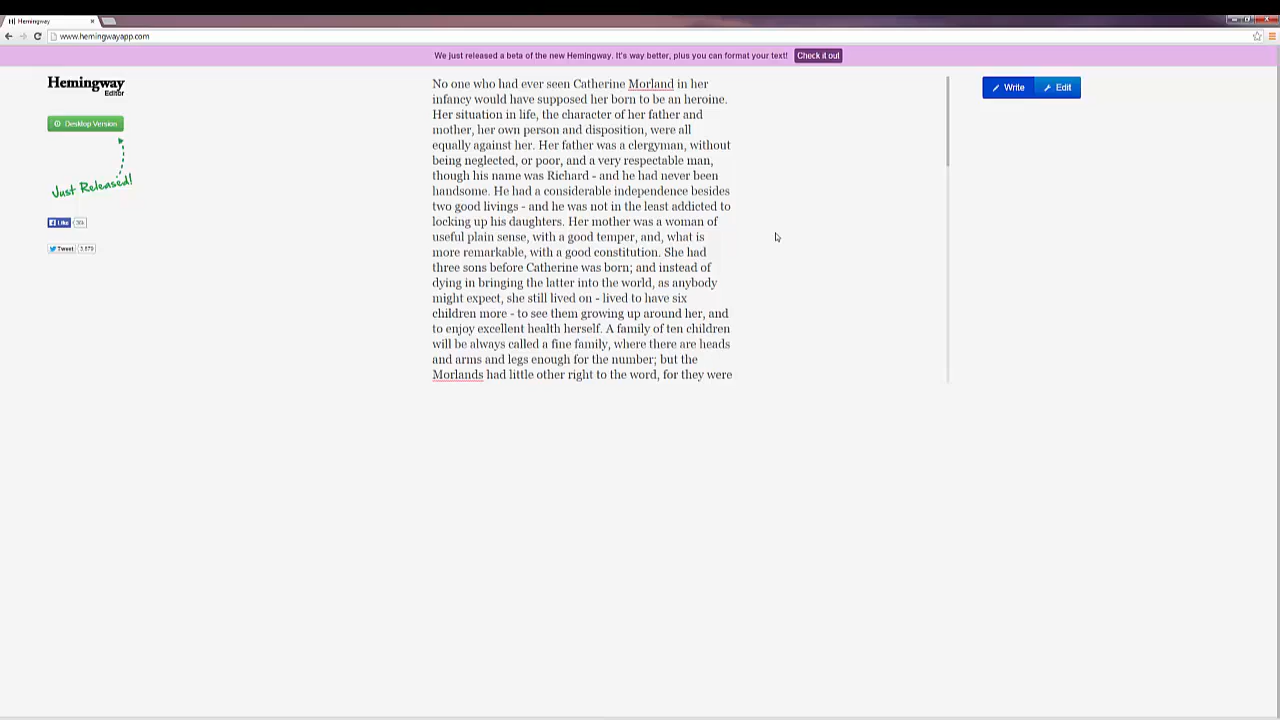 Hemingway
www.hemingwayapp.com
We just released a beta of the new Hemingway. It's way better, plus you can format your text! Check it out
Hemingway
Editor
Desktop Version
Just Released!
Like
Tweet
No one who had ever seen Catherine Morland in her
infancy would have supposed her born to be an heroine.
Her situation in life, the character of her father and
mother, her own person and disposition, were all
equally against her. Her father was a clergyman, without
being neglected, or poor, and a very respectable man,
though his name was Richard - and he had never been
handsome. He had a considerable independence besides
two good livings - and he was not in the least addicted to
locking up his daughters. Her mother was a woman of
useful plain sense, with a good temper, and, what is
more remarkable, with a good constitution. She had
three sons before Catherine was born; and instead of
dying in bringing the latter into the world, as anybody
might expect, she still lived on - lived to have six
children more - to see them growing up around her, and
to enjoy excellent health herself. A family of ten children
will be always called a fine family, where there are heads
and arms and legs enough for the number; but the
Morlands had little other right to the word, for they were
Write Edit